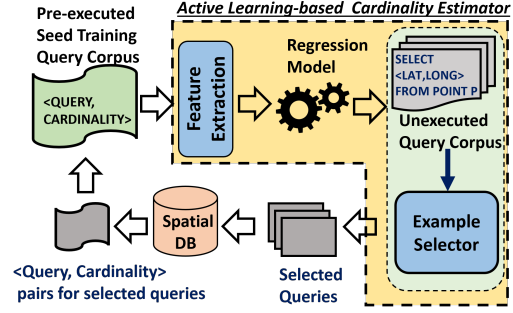 Active Learning-based Cardinality Estimator
Pre-executed
Seed Training
Query Corpus
<QUERY,
CARDINALITY>
Feature
Extraction
Regression
Model
SELECT
<LAT,LONG>
FROM POINT P
Unexecuted
Query Corpus
Example
Selector
Selected
Queries
Spatial
DB
<Query, Cardinality>
pairs for selected queries